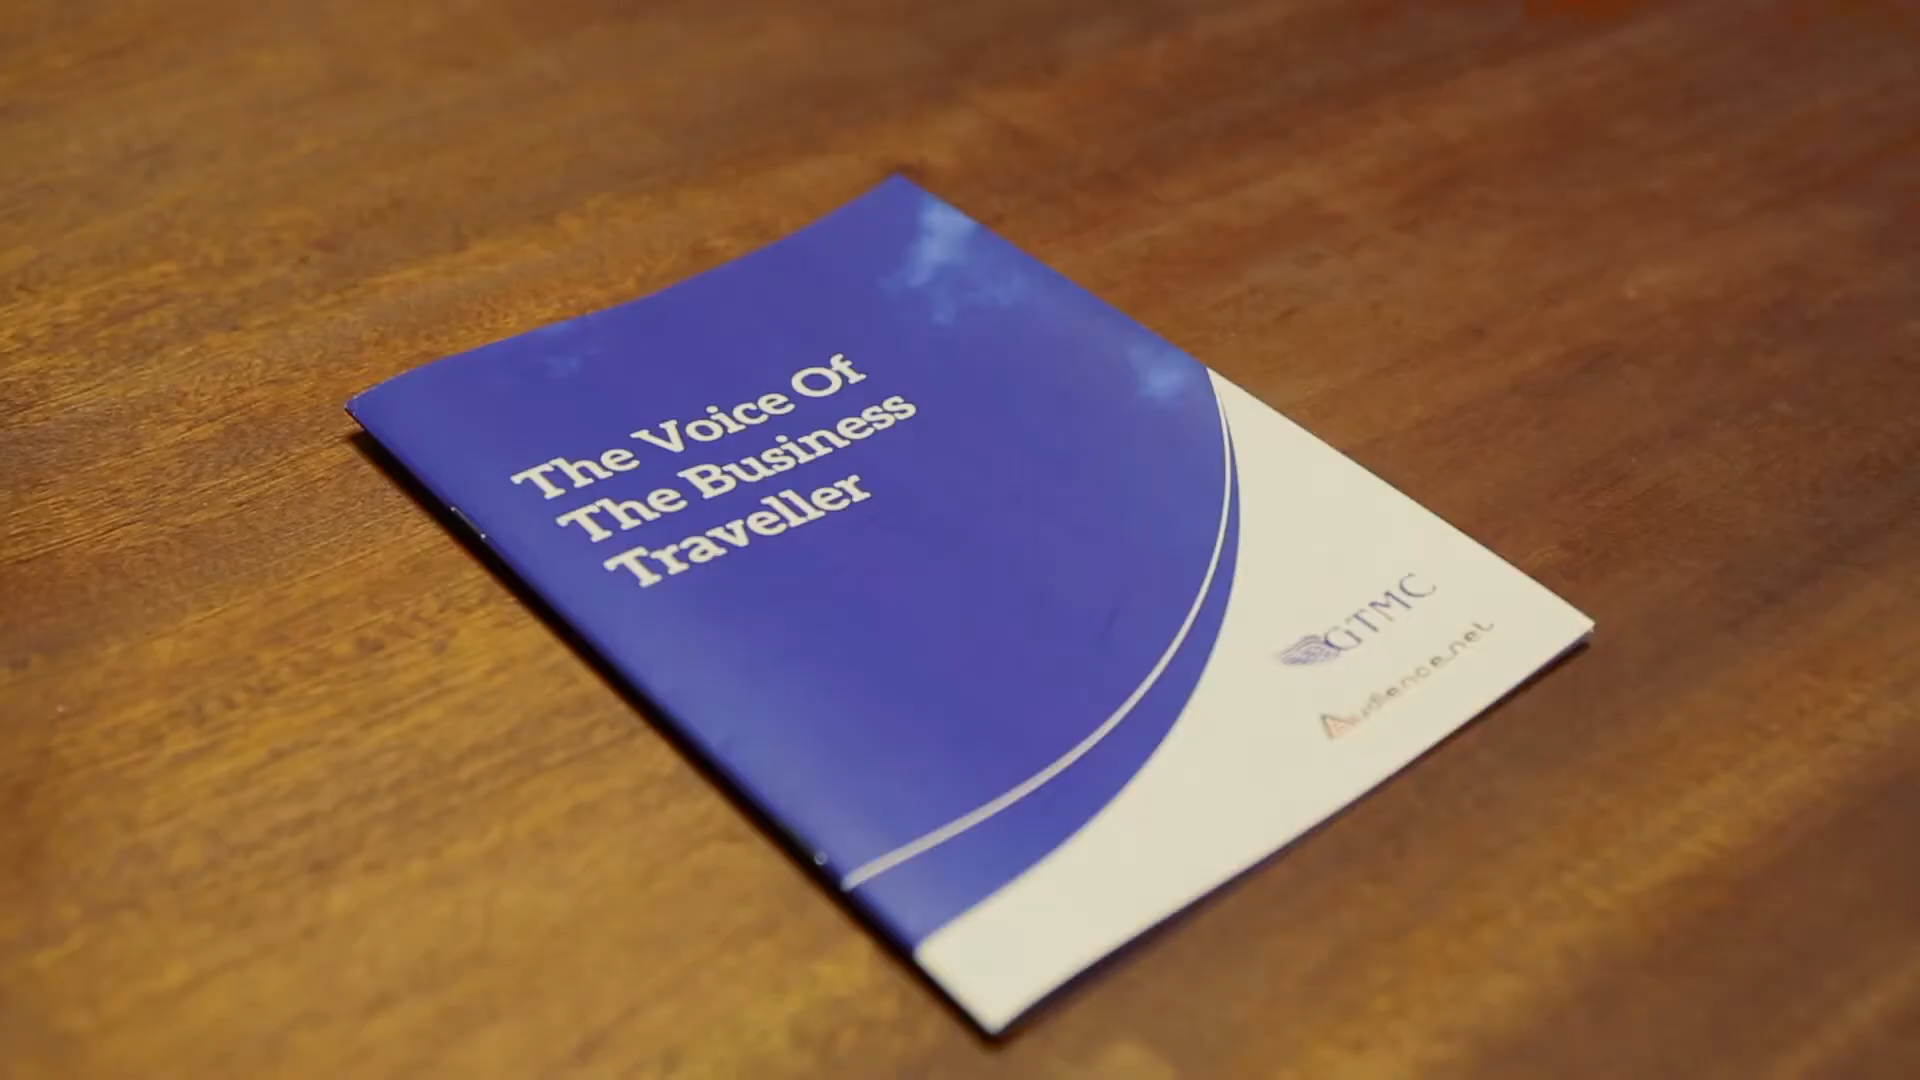 The Voice Of
The Business
Traveller
GTMC
Audience.net